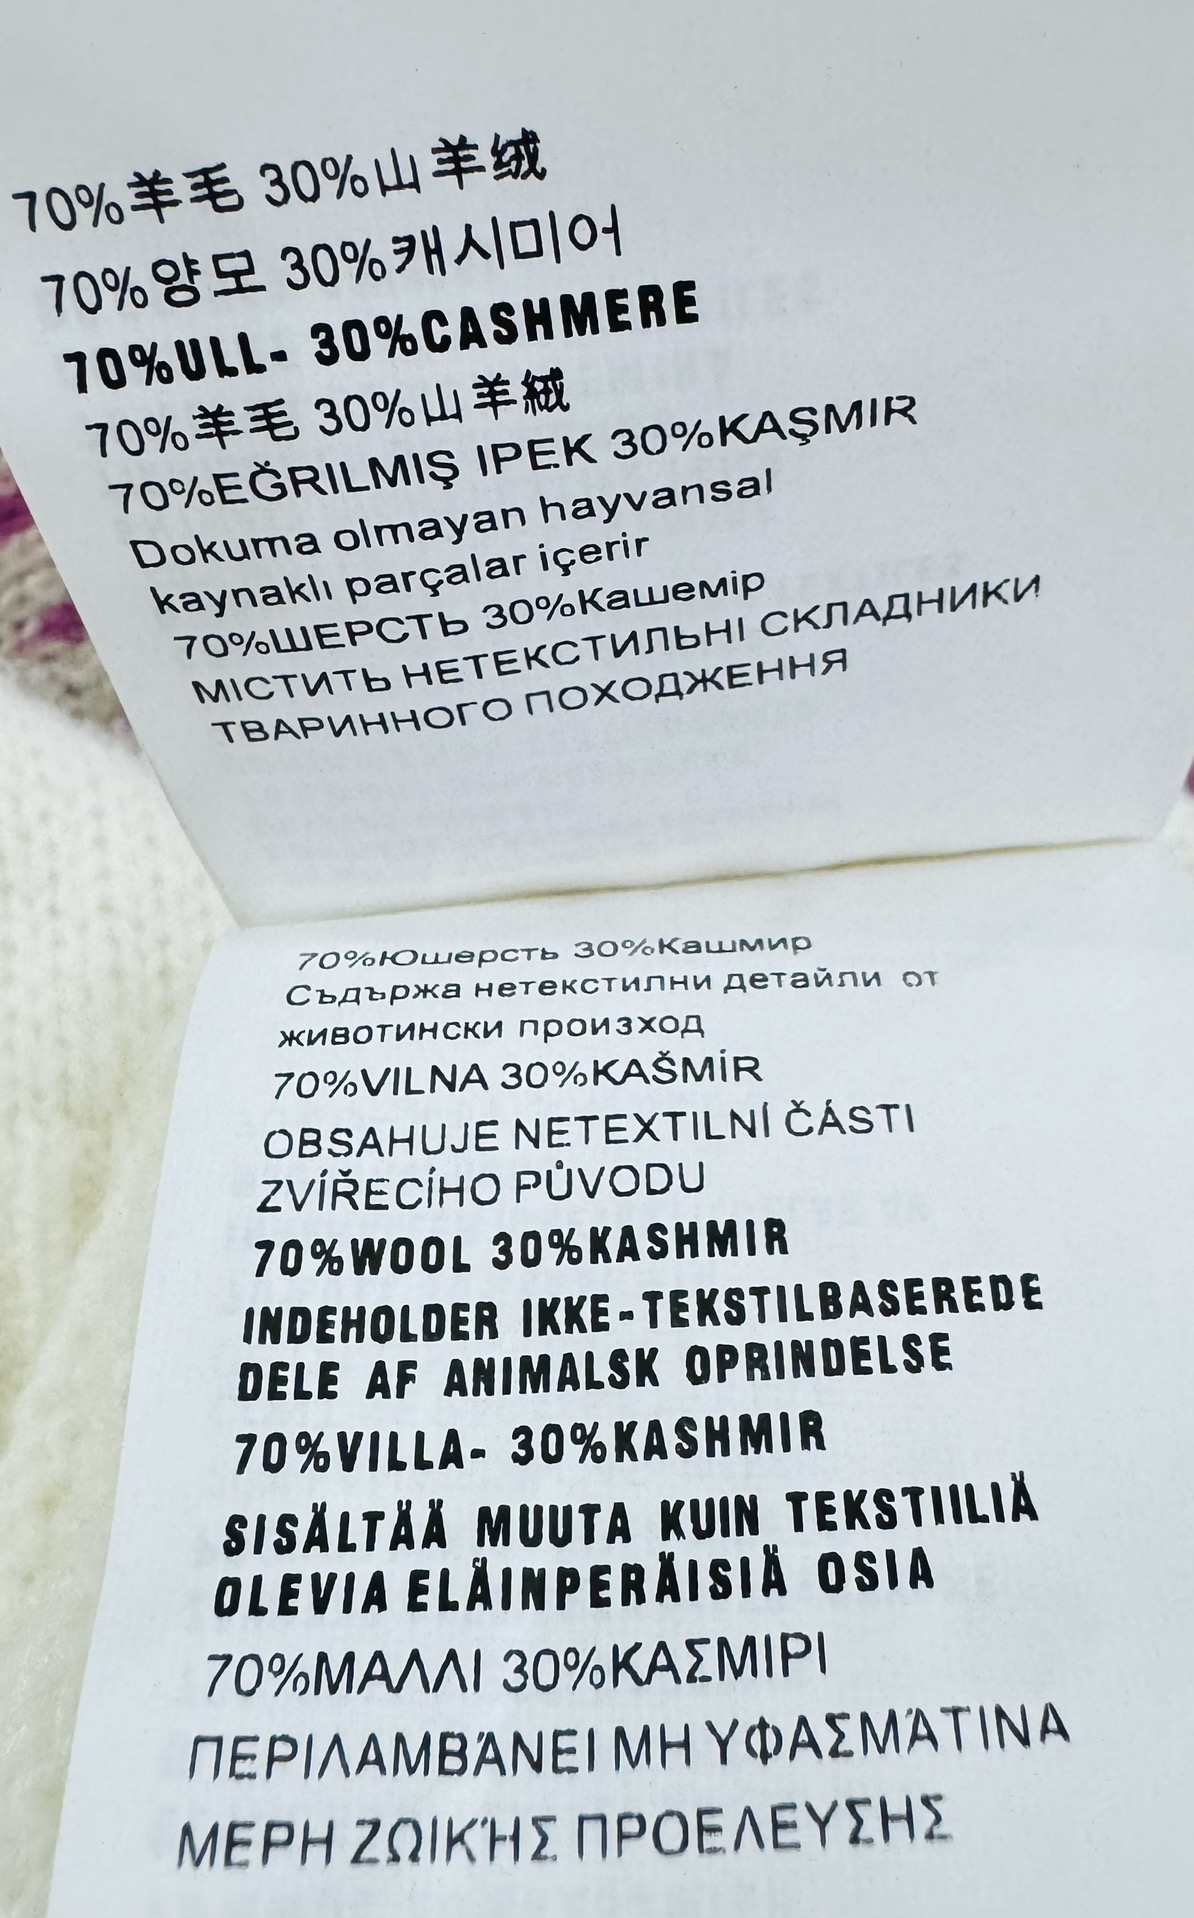 70%羊毛 30%山羊绒
70%양모 30%캐시미어
70%ULL- 30%CASHMERE
70%羊毛 30%山羊絨
70%EĞRILMIŞ IPEK 30%KAŞMIR
Dokuma olmayan hayvansal
kaynaklı parçalar içerir
70%ШЕРСТЬ 30%Кашемір
МІСТИТЬ НЕТЕКСТИЛЬНІ СКЛАДНИКИ
ТВАРИННОГО ПОХОДЖЕННЯ
70%Юшерсть 30%Кашмир
Съдържа нетекстилни детайли от
животински произход
70%VILNA 30%KAŠMÍR
OBSAHUJE NETEXTILNÍ ČÁSTI
ZVÍŘECÍHO PŮVODU
70%WOOL 30%KASHMIR
INDEHOLDER IKKE-TEKSTILBASEREDE
DELE AF ANIMALSK OPRINDELSE
70%VILLA- 30%KASHMIR
SISÄLTÄÄ MUUTA KUIN TEKSTIILIÄ
OLEVIA ELÄINPERÄISIÄ OSIA
70%ΜΑΛΛΙ 30%ΚΑΣΜΙΡΙ
ΠΕΡΙΛΑΜΒΆΝΕΙ ΜΗ ΥΦΑΣΜΆΤΙΝΑ
ΜΕΡΗ ΖΩΙΚΉΣ ΠΡΟΕΛΕΥΣΗΣ